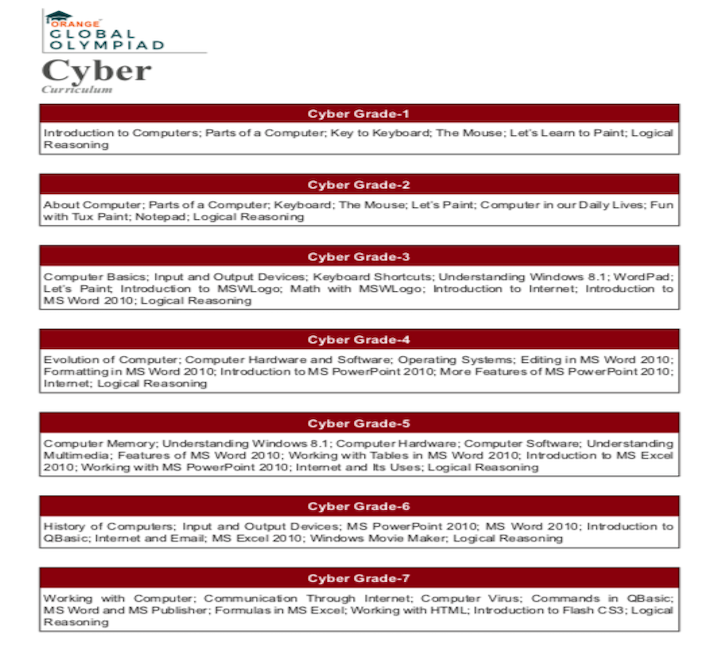 ORANGE
GLOBAL
OLYMPIAD
Cyber
Curriculum
Cyber Grade-1
Introduction to Computers; Parts of a Computer; Key to Keyboard; The Mouse; Let's Learn to Paint; Logical
Reasoning
Cyber Grade-2
About Computer; Parts of a Computer; Keyboard; The Mouse; Let's Paint; Computer in our Daily Lives; Fun
with Tux Paint; Notepad; Logical Reasoning
Cyber Grade-3
Computer Basics; Input and Output Devices; Keyboard Shortcuts; Understanding Windows 8.1; WordPad;
Let's Paint; Introduction to MSWLogo; Math with MSWLogo; Introduction to Internet; Introduction to
MS Word 2010; Logical Reasoning
Cyber Grade-4
Evolution of Computer; Computer Hardware and Software; Operating Systems; Editing in MS Word 2010;
Formatting in MS Word 2010; Introduction to MS PowerPoint 2010; More Features of MS PowerPoint 2010;
Internet; Logical Reasoning
Cyber Grade-5
Computer Memory; Understanding Windows 8.1; Computer Hardware; Computer Software; Understanding
Multimedia; Features of MS Word 2010; Working with Tables in MS Word 2010; Introduction to MS Excel
2010; Working with MS PowerPoint 2010; Internet and Its Uses; Logical Reasoning
Cyber Grade-6
History of Computers; Input and Output Devices; MS PowerPoint 2010; MS Word 2010; Introduction to
QBasic; Internet and Email; MS Excel 2010; Windows Movie Maker; Logical Reasoning
Cyber Grade-7
Working with Computer; Communication Through Internet; Computer Virus; Commands in QBasic;
MS Word and MS Publisher; Formulas in MS Excel; Working with HTML; Introduction to Flash CS3; Logical
Reasoning